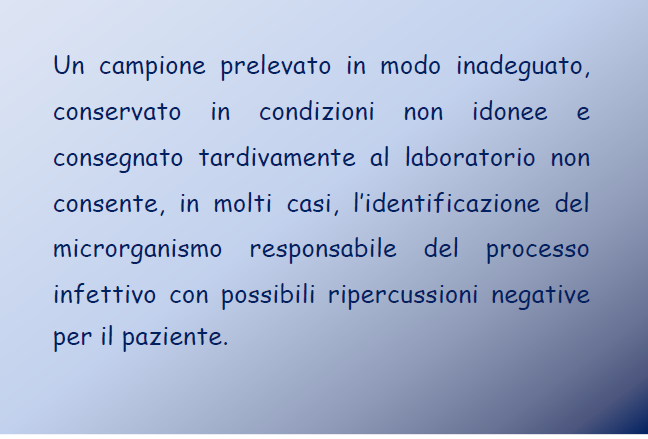 Un campione prelevato in modo inadeguato,
conservato in condizioni non idonee e
consegnato tardivamente al laboratorio non
consente, in molti casi, l'identificazione del
microrganismo responsabile del processo
infettivo con possibili ripercussioni negative
per il paziente.